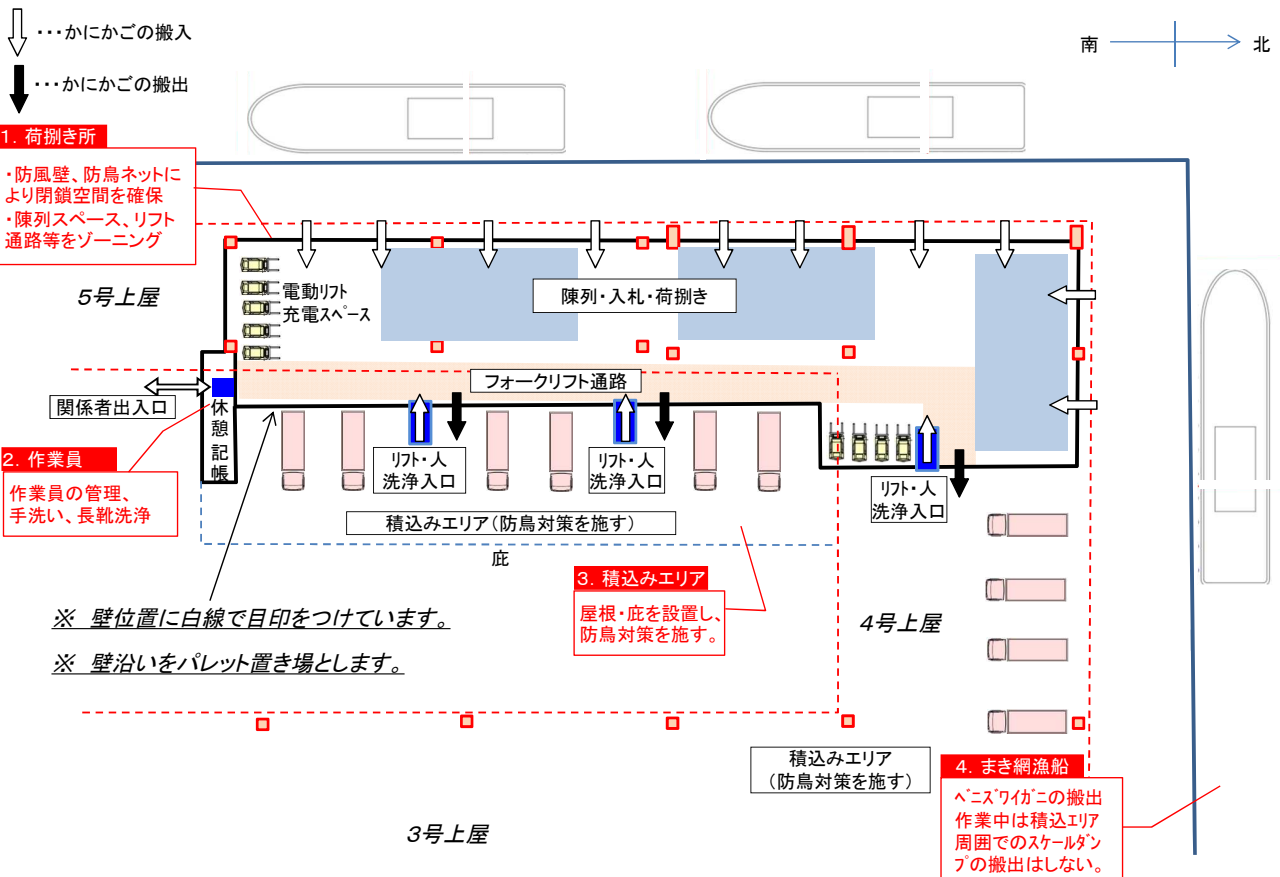 ･･･かにかごの搬入
･･･かにかごの搬出
南
北
1. 荷捌き所
・防風壁、防鳥ネットに
より閉鎖空間を確保
・陳列スペース、リフト
通路等をゾーニング
5号上屋
電動リフト
充電スペース
陳列・入札・荷捌き
フォークリフト通路
関係者出入口
休憩記帳
2. 作業員
作業員の管理、
手洗い、長靴洗浄
リフト・人
洗浄入口
リフト・人
洗浄入口
リフト・人
洗浄入口
積込みエリア(防鳥対策を施す)
庇
3. 積込みエリア
屋根・庇を設置し、
防鳥対策を施す。
4号上屋
※ 壁位置に白線で目印をつけています。
※ 壁沿いをパレット置き場とします。
積込みエリア
(防鳥対策を施す)
4. まき網漁船
ベニズワイガニの搬出
作業中は積込エリア
周囲でのスケールダン
プの搬出はしない。
3号上屋